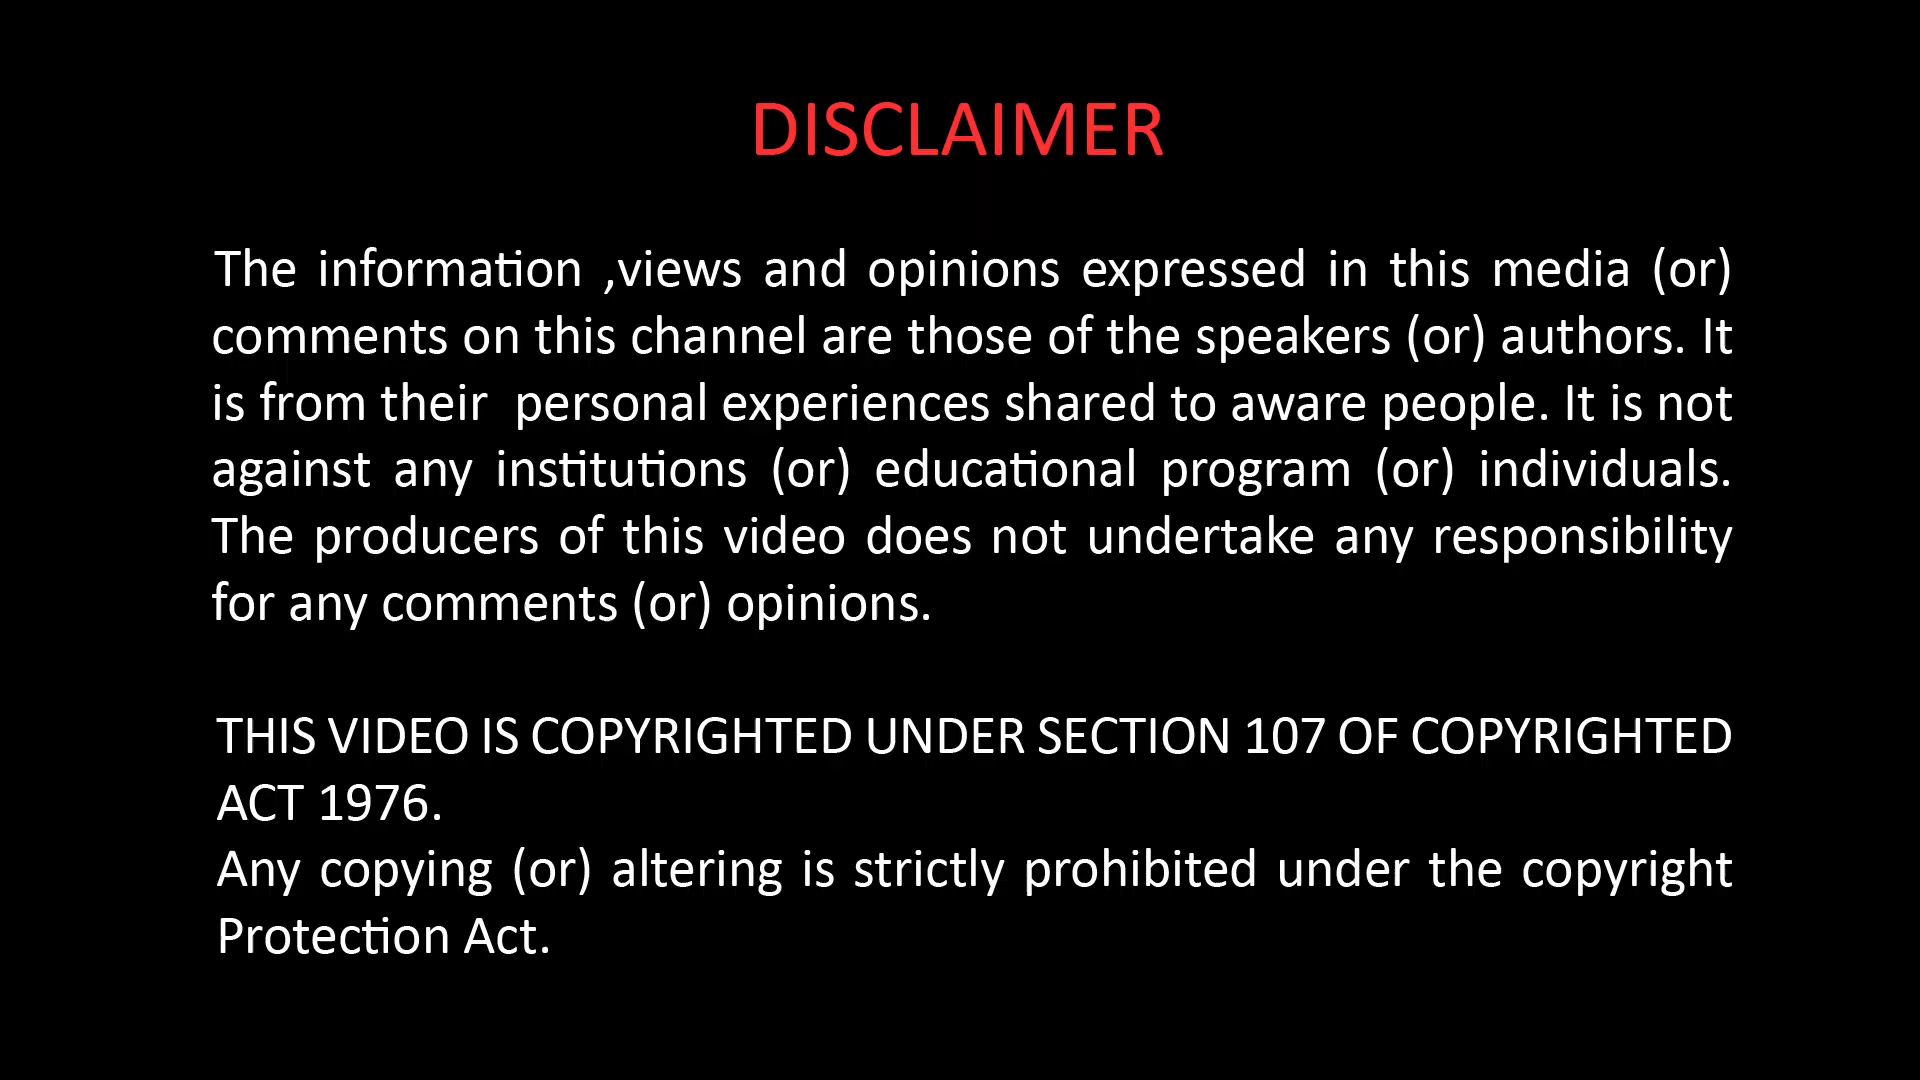 DISCLAIMER
The information ,views and opinions expressed in this media (or)
comments on this channel are those of the speakers (or) authors. It
is from their  personal experiences shared to aware people. It is not
against any institutions (or) educational program (or) individuals.
The producers of this video does not undertake any responsibility
for any comments (or) opinions.
THIS VIDEO IS COPYRIGHTED UNDER SECTION 107 OF COPYRIGHTED
ACT 1976.
Any copying (or) altering is strictly prohibited under the copyright
Protection Act.